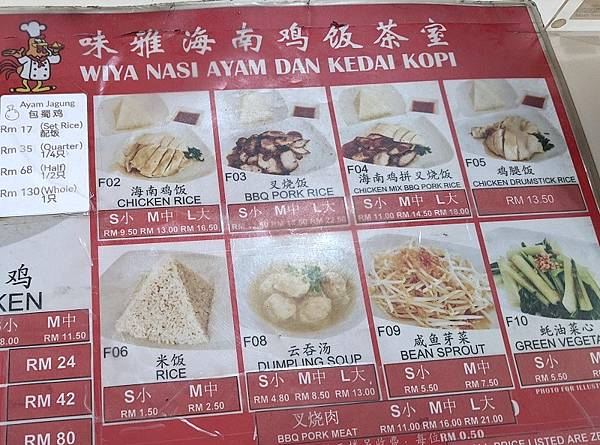 味雅海南鸡饭茶室
WIYA NASI AYAM DAN KEDAI KOPI
Ayam Jagung
包蜀鸡
Rm 17 (Set Rice) 配饭
Rm 35 (Quarter) 1/4只
Rm 68 (Half) 1/2只
Rm 130 (Whole) 1只
F02
海南鸡饭
CHICKEN RICE
S小 M中 L大
RM 9.50 RM 13.00 RM 16.50
F03
叉烧饭
BBQ PORK RICE
S小 M中 L大
F04
海南鸡拼叉烧饭
CHICKEN MIX BBQ PORK RICE
S小 M中 L大
RM 11.00 RM 14.50 RM 18.00
F05
鸡腿饭
CHICKEN DRUMSTICK RICE
RM 13.50
鸡
KEN
S小 M中
8.00 RM 11.50
RM 24
RM 42
RM 80
F06
米饭
RICE
S小 M中
RM 1.50 RM 2.50
F08
云吞汤
DUMPLING SOUP
S小 M中 L大
RM 4.80 RM 8.50 RM 13.00
F09
咸鱼芽菜
BEAN SPROUT
S小 M中
RM 5.50 RM 7.50
F10
蚝油菜心
GREEN VEGETA
S小 M中
RM 5.50
PHOTO FOR ILLUSTR
叉烧肉
BBQ PORK MEAT
S小 M中 L大
RM 11.00 RM 16.00 RM 21.00
RM 0.50
PRICE LISTED ARE ZE